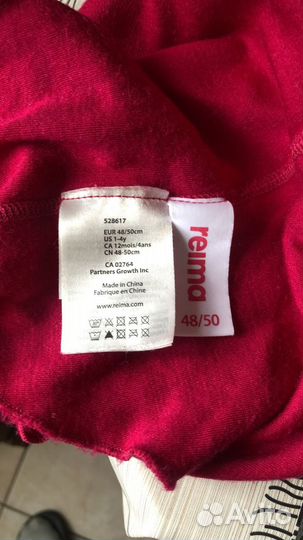 528617
EUR 48/50cm
US 1-4y
CA 12mois/4ans
CN 48-50cm
CA 02764
Partners Growth Inc
Made in China
Fabriqué en Chine
www.reima.com
reima
48/50
Avito